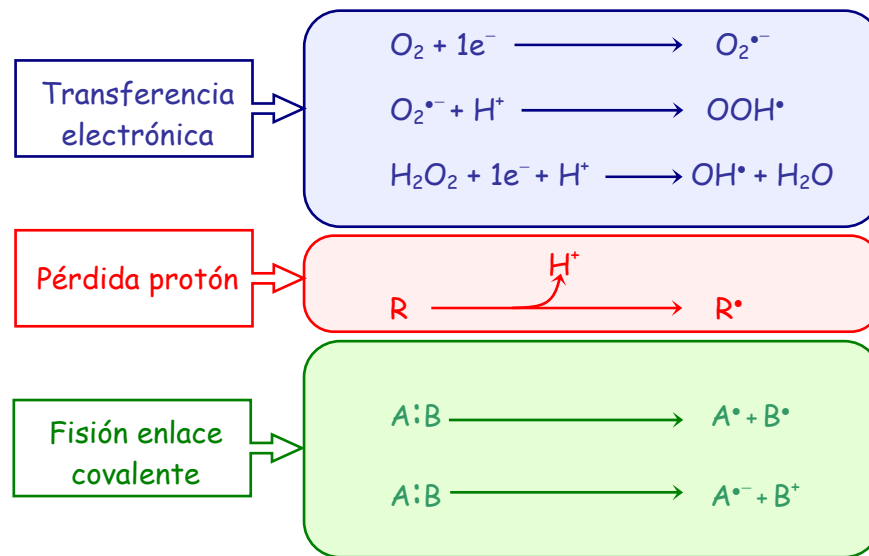 Transferencia
electrónica
O₂ + 1e⁻ → O₂•⁻
O₂•⁻ + H⁺ → OOH•
H₂O₂ + 1e⁻ + H⁺ → OH• + H₂O
Pérdida protón
H⁺
R → R•
Fisión enlace
covalente
A:B → A• + B•
A:B → A•⁻ + B⁺